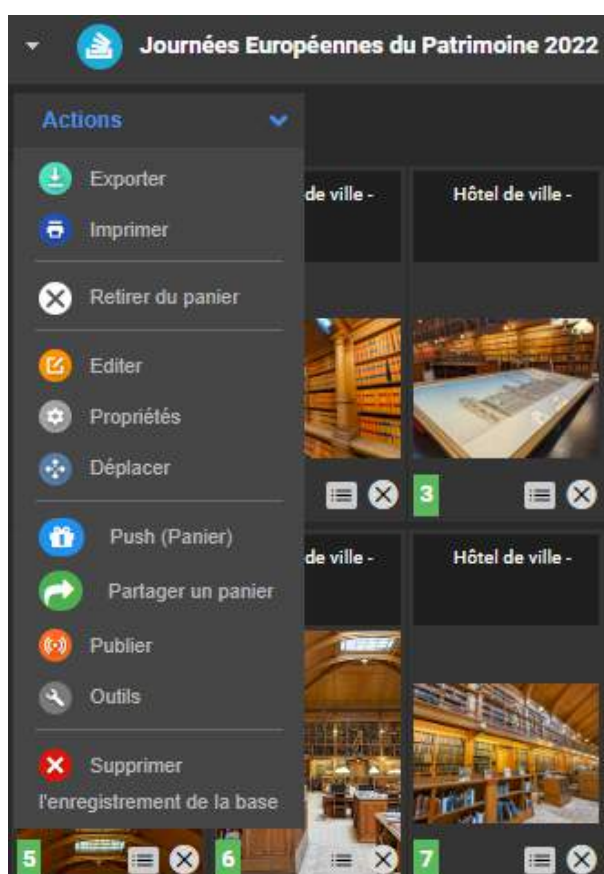 Journées Européennes du Patrimoine 2022
Actions
Exporter
Imprimer
Retirer du panier
Editer
Propriétés
Déplacer
Push (Panier)
Partager un panier
Publier
Outils
Supprimer
l'enregistrement de la base
de ville -
Hôtel de ville -
3
de ville -
Hôtel de ville -
5
6
7